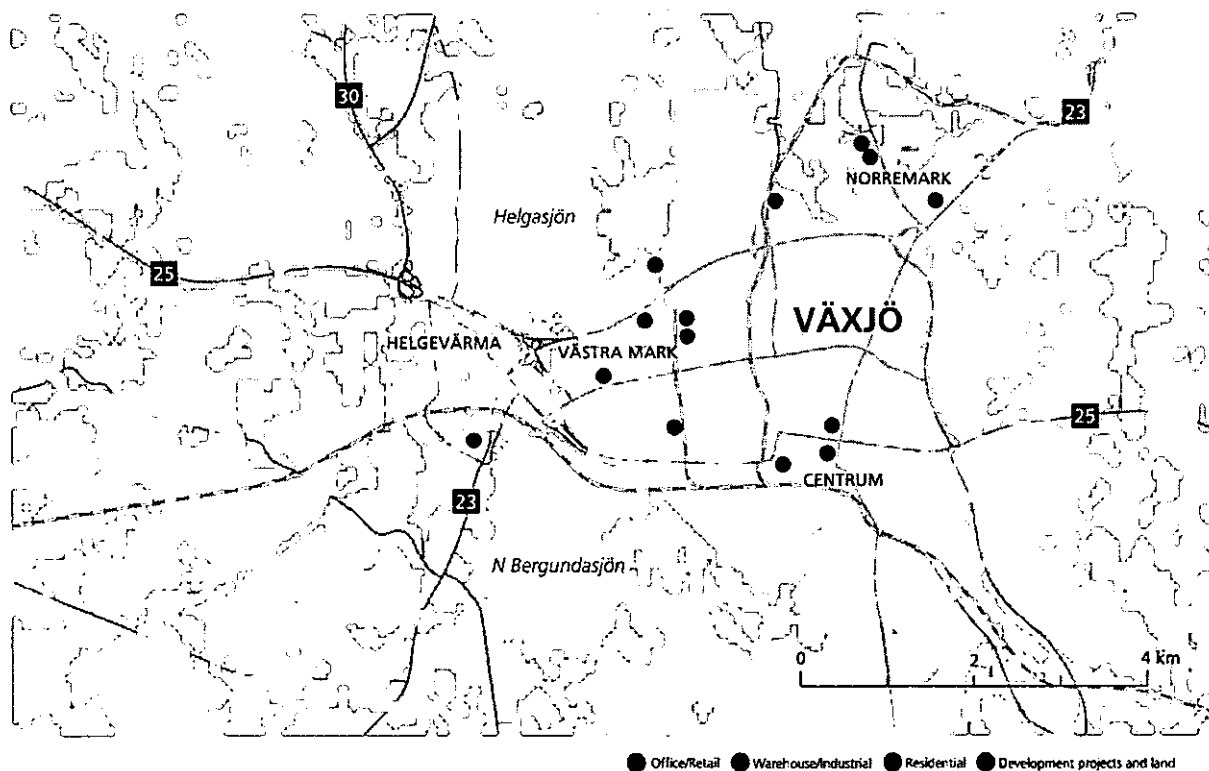 30
23
NORREMARK
Helgasjön
25
VÄXJÖ
HELGEVÄRMA
VÄSTRA MARK
25
CENTRUM
23
N Bergundasjön
0 2 4 km
Office/Retail Warehouse/Industrial Residential Development projects and land